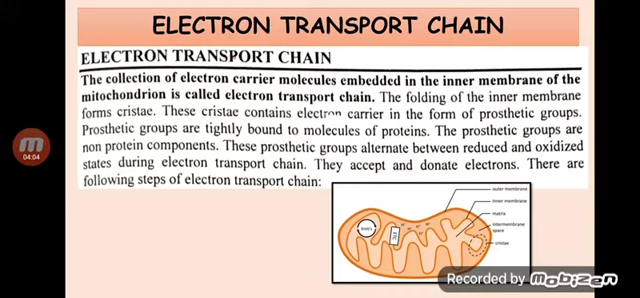 ELECTRON TRANSPORT CHAIN
ELECTRON TRANSPORT CHAIN
The collection of electron carrier molecules embedded in the inner membrane of the
mitochondrion is called electron transport chain. The folding of the inner membrane
forms cristae. These cristae contains electron carrier in the form of prosthetic groups.
Prosthetic groups are tightly bound to molecules of proteins. The prosthetic groups are
non protein components. These prosthetic groups alternate between reduced and oxidized
states during electron transport chain. They accept and donate electrons. There are
following steps of electron transport chain:
04:04
outer membrane
inner membrane
matrix
intermembrane
space
cristae
ETC
Recorded by Mobizen